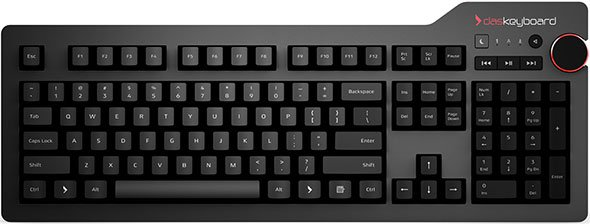 daskeyboard
Esc F1 F2 F3 F4 F5 F6 F7 F8 F9 F10 F11 F12 Prt Scr Scr Lk Pause
~ ` ! 1 @ 2 # 3 $ 4 % 5 ^ 6 & 7 * 8 ( 9 ) 0 _ - + = Backspace Ins Home Page Up Num Lk / * -
Tab Q W E R T Y U I O P { [ } ] | \ Del End Page Down 7 Home 8 9 Pg Up +
Caps Lock A S D F G H J K L : ; " ' Enter 4 5 6
Shift Z X C V B N M < , > . ? / Shift 1 End 2 3 Pg Dn Enter
Ctrl Alt Alt Ctrl 0 Ins . Del